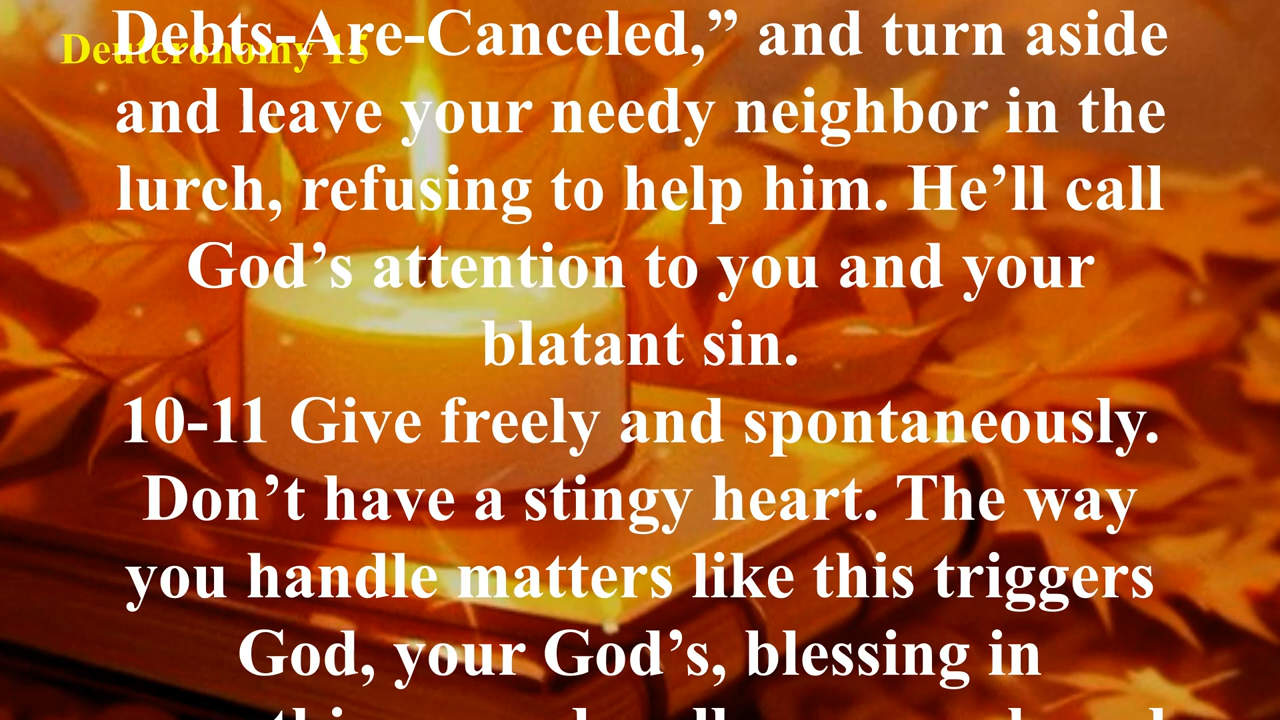 Deuteronomy 15
Debts-Are-Canceled,” and turn aside
and leave your needy neighbor in the
lurch, refusing to help him. He’ll call
God’s attention to you and your
blatant sin.
10-11 Give freely and spontaneously.
Don’t have a stingy heart. The way
you handle matters like this triggers
God, your God’s, blessing in